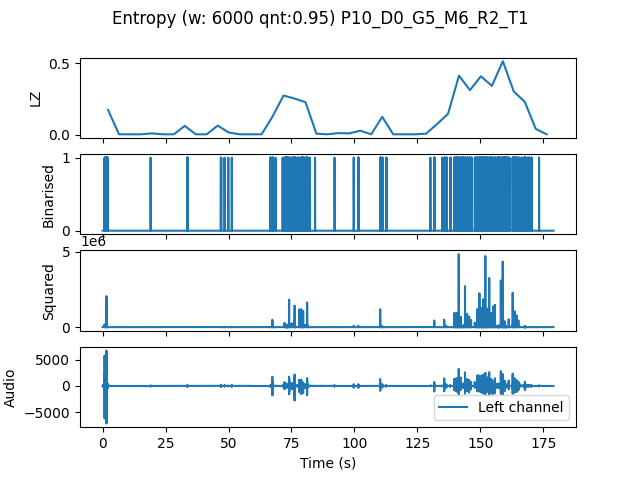 Entropy (w: 6000 qnt:0.95) P10_D0_G5_M6_R2_T1
0.5
LZ
0.0
1
Binarised
0
1e6
5
Squared
0
5000
Audio
0
−5000
Left channel
0 25 50 75 100 125 150 175
Time (s)